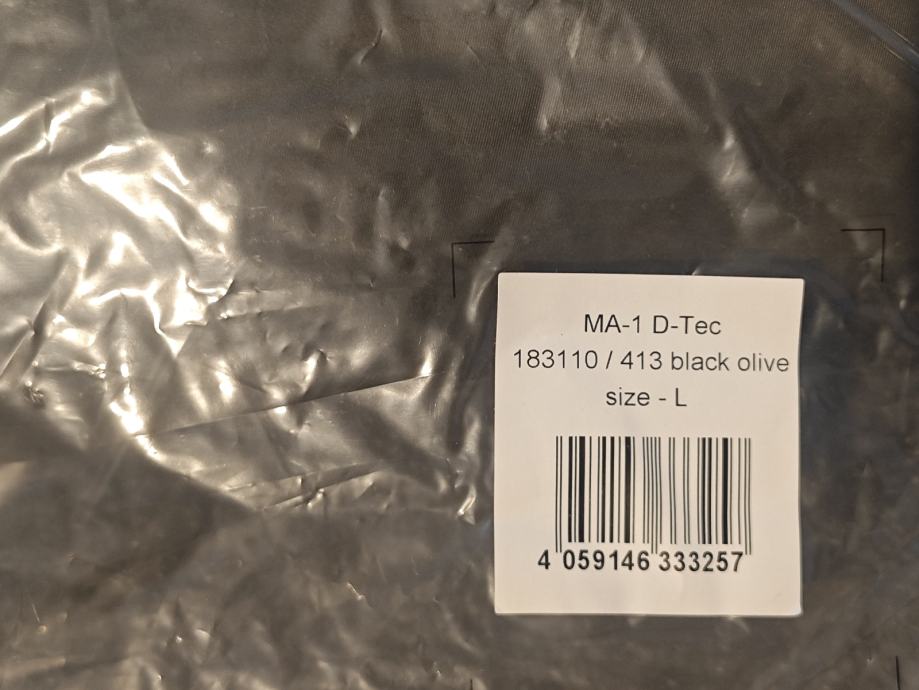 MA-1 D-Tec
183110 / 413 black olive
size - L
4 059146 333257